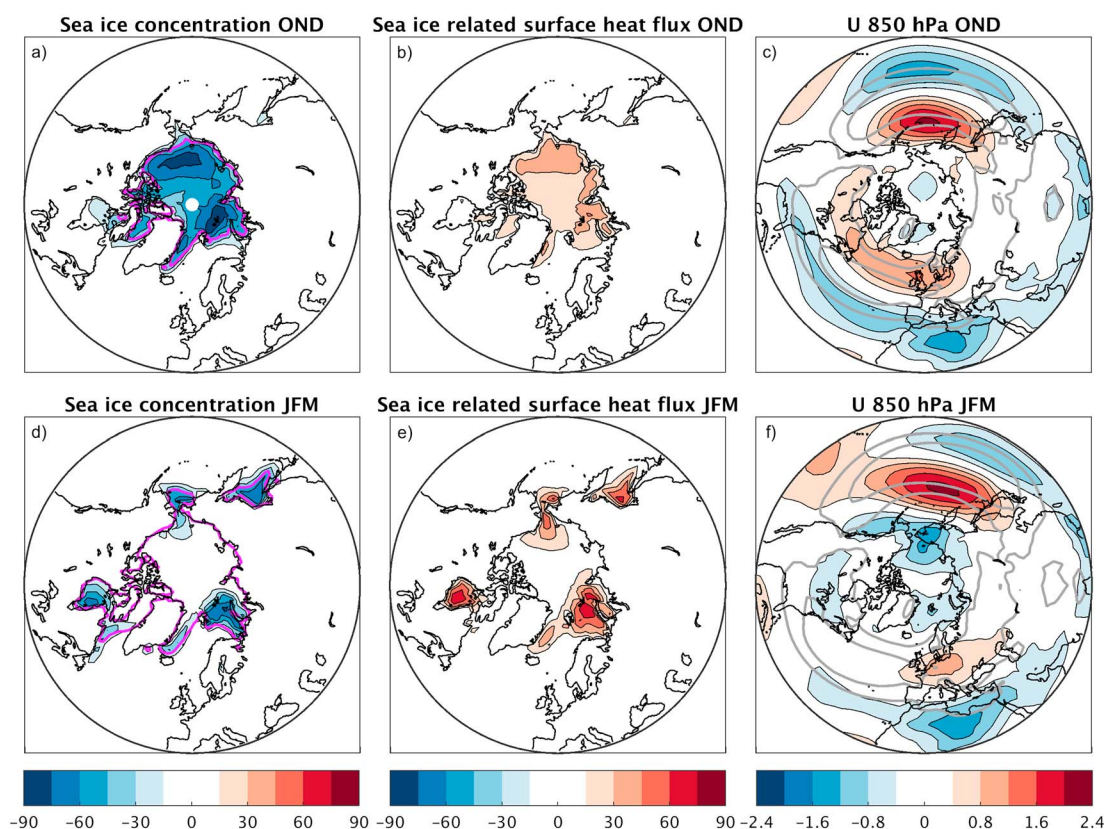 Sea ice concentration OND
Sea ice related surface heat flux OND
U 850 hPa OND
a)
b)
c)
Sea ice concentration JFM
Sea ice related surface heat flux JFM
U 850 hPa JFM
d)
e)
f)
−90 −60 −30 0 30 60 90
−90 −60 −30 0 30 60 90
−2.4 −1.6 −0.8 0 0.8 1.6 2.4